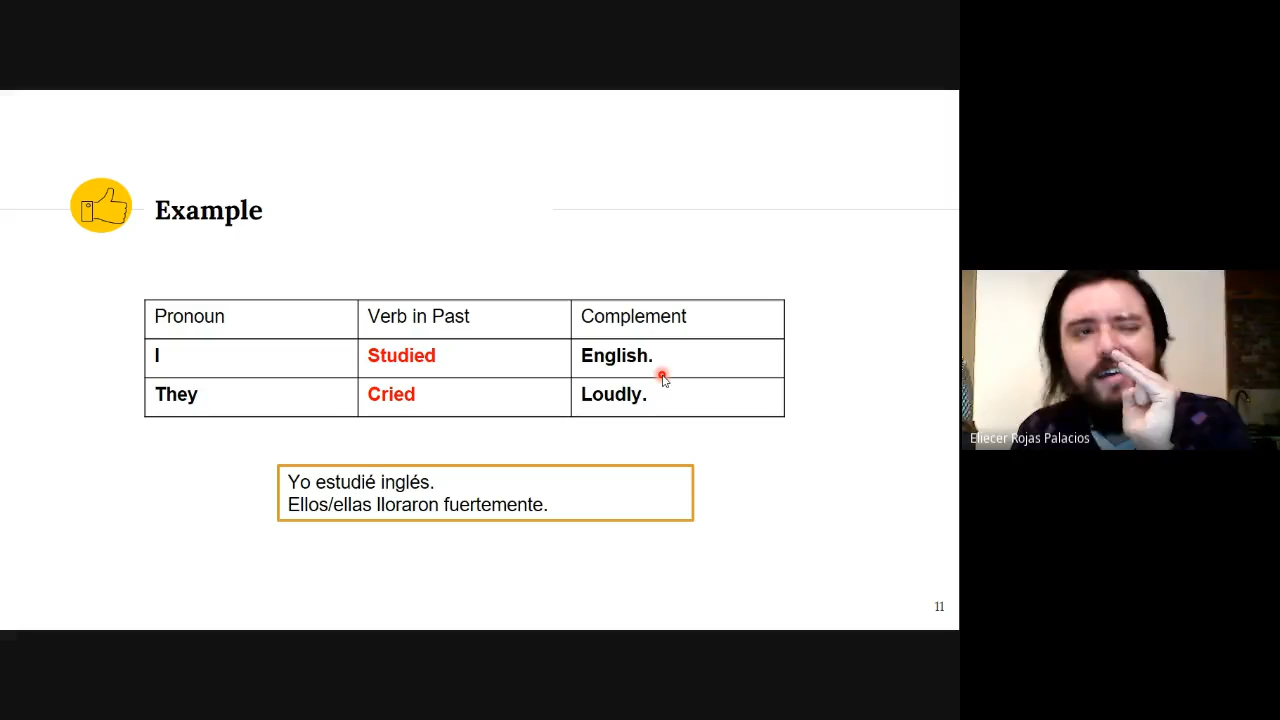 Example
Pronoun Verb in Past Complement
I Studied English.
They Cried Loudly.
Yo estudié inglés.
Ellos/ellas lloraron fuertemente.
11
Eliecer Rojas Palacios